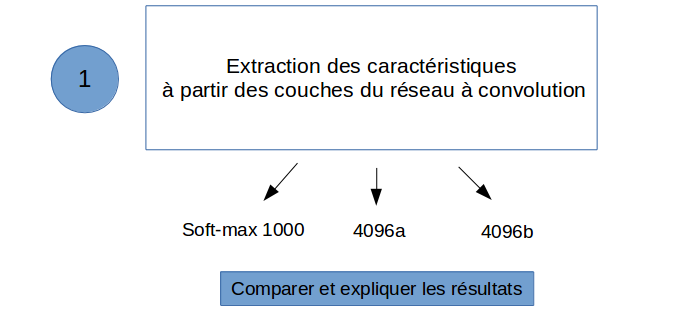 1
Extraction des caractéristiques
à partir des couches du réseau à convolution
Soft-max 1000
4096a
4096b
Comparer et expliquer les résultats